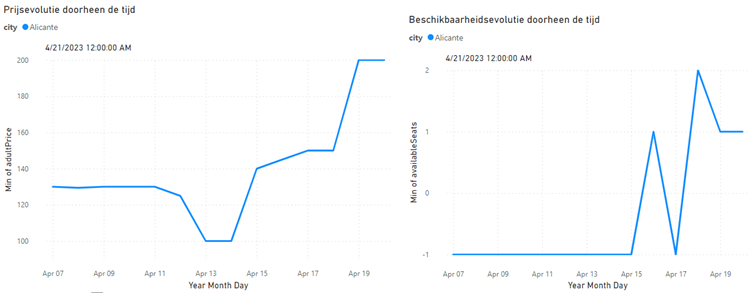 Prijsevolutie doorheen de tijd
city Alicante
4/21/2023 12:00:00 AM
200
180
160
140
120
100
Min of adultPrice
Apr 07
Apr 09
Apr 11
Apr 13
Apr 15
Apr 17
Apr 19
Year Month Day
Beschikbaarheidsevolutie doorheen de tijd
city Alicante
4/21/2023 12:00:00 AM
2
1
0
-1
Min of availableSeats
Apr 07
Apr 09
Apr 11
Apr 13
Apr 15
Apr 17
Apr 19
Year Month Day